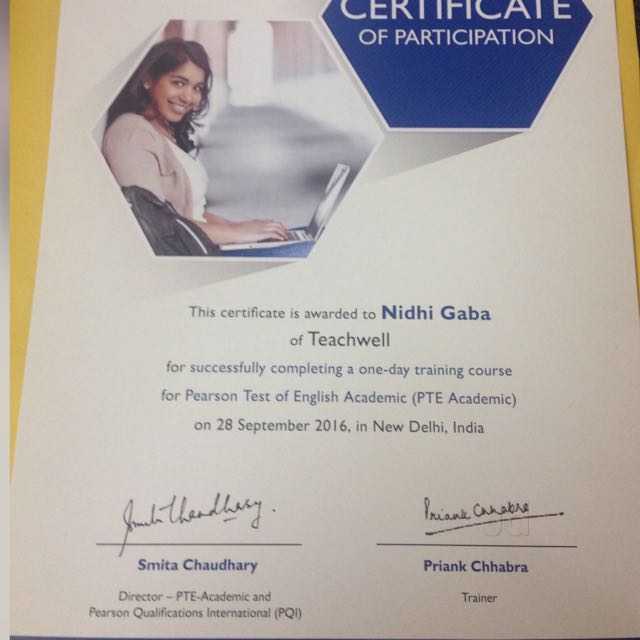 CERTIFICATE
OF PARTICIPATION
This certificate is awarded to Nidhi Gaba
of Teachwell
for successfully completing a one-day training course
for Pearson Test of English Academic (PTE Academic)
on 28 September 2016, in New Delhi, India
Smita Chaudhary. Priank Chhabra
Smita Chaudhary Priank Chhabra
Director – PTE-Academic and Trainer
Pearson Qualifications International (PQI)